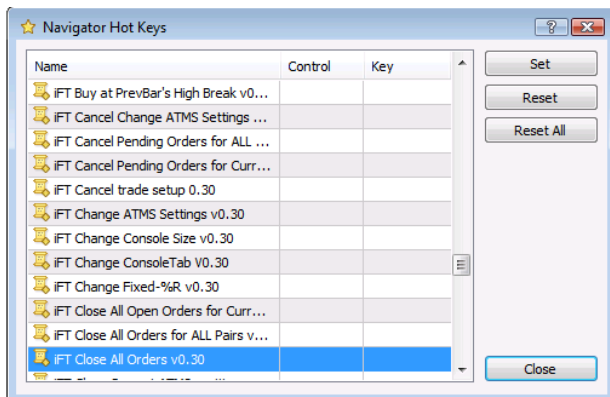 Navigator Hot Keys
Name Control Key
iFT Buy at PrevBar's High Break v0...
iFT Cancel Change ATMS Settings ...
iFT Cancel Pending Orders for ALL ...
iFT Cancel Pending Orders for Curr...
iFT Cancel trade setup 0.30
iFT Change ATMS Settings v0.30
iFT Change Console Size v0.30
iFT Change ConsoleTab V0.30
iFT Change Fixed-%R v0.30
iFT Close All Open Orders for Curr...
iFT Close All Orders for ALL Pairs v...
iFT Close All Orders v0.30
Set
Reset
Reset All
Close